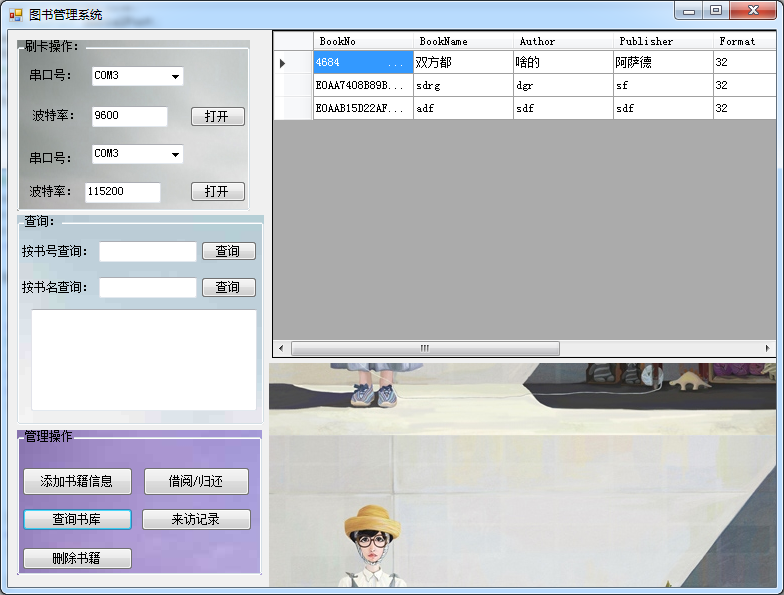 图书管理系统
刷卡操作:
串口号: COM3
波特率: 9600 打开
串口号: COM3
波特率: 115200 打开
查询:
按书号查询: 查询
按书名查询: 查询
管理操作
添加书籍信息 借阅/归还
查询书库 来访记录
删除书籍
BookNo BookName Author Publisher Format
4684 ... 双方都 啥的 阿萨德 32
E0AA7408B89B... sdrg dgr sf 32
E0AAB15D22AF... adf sdf sdf 32